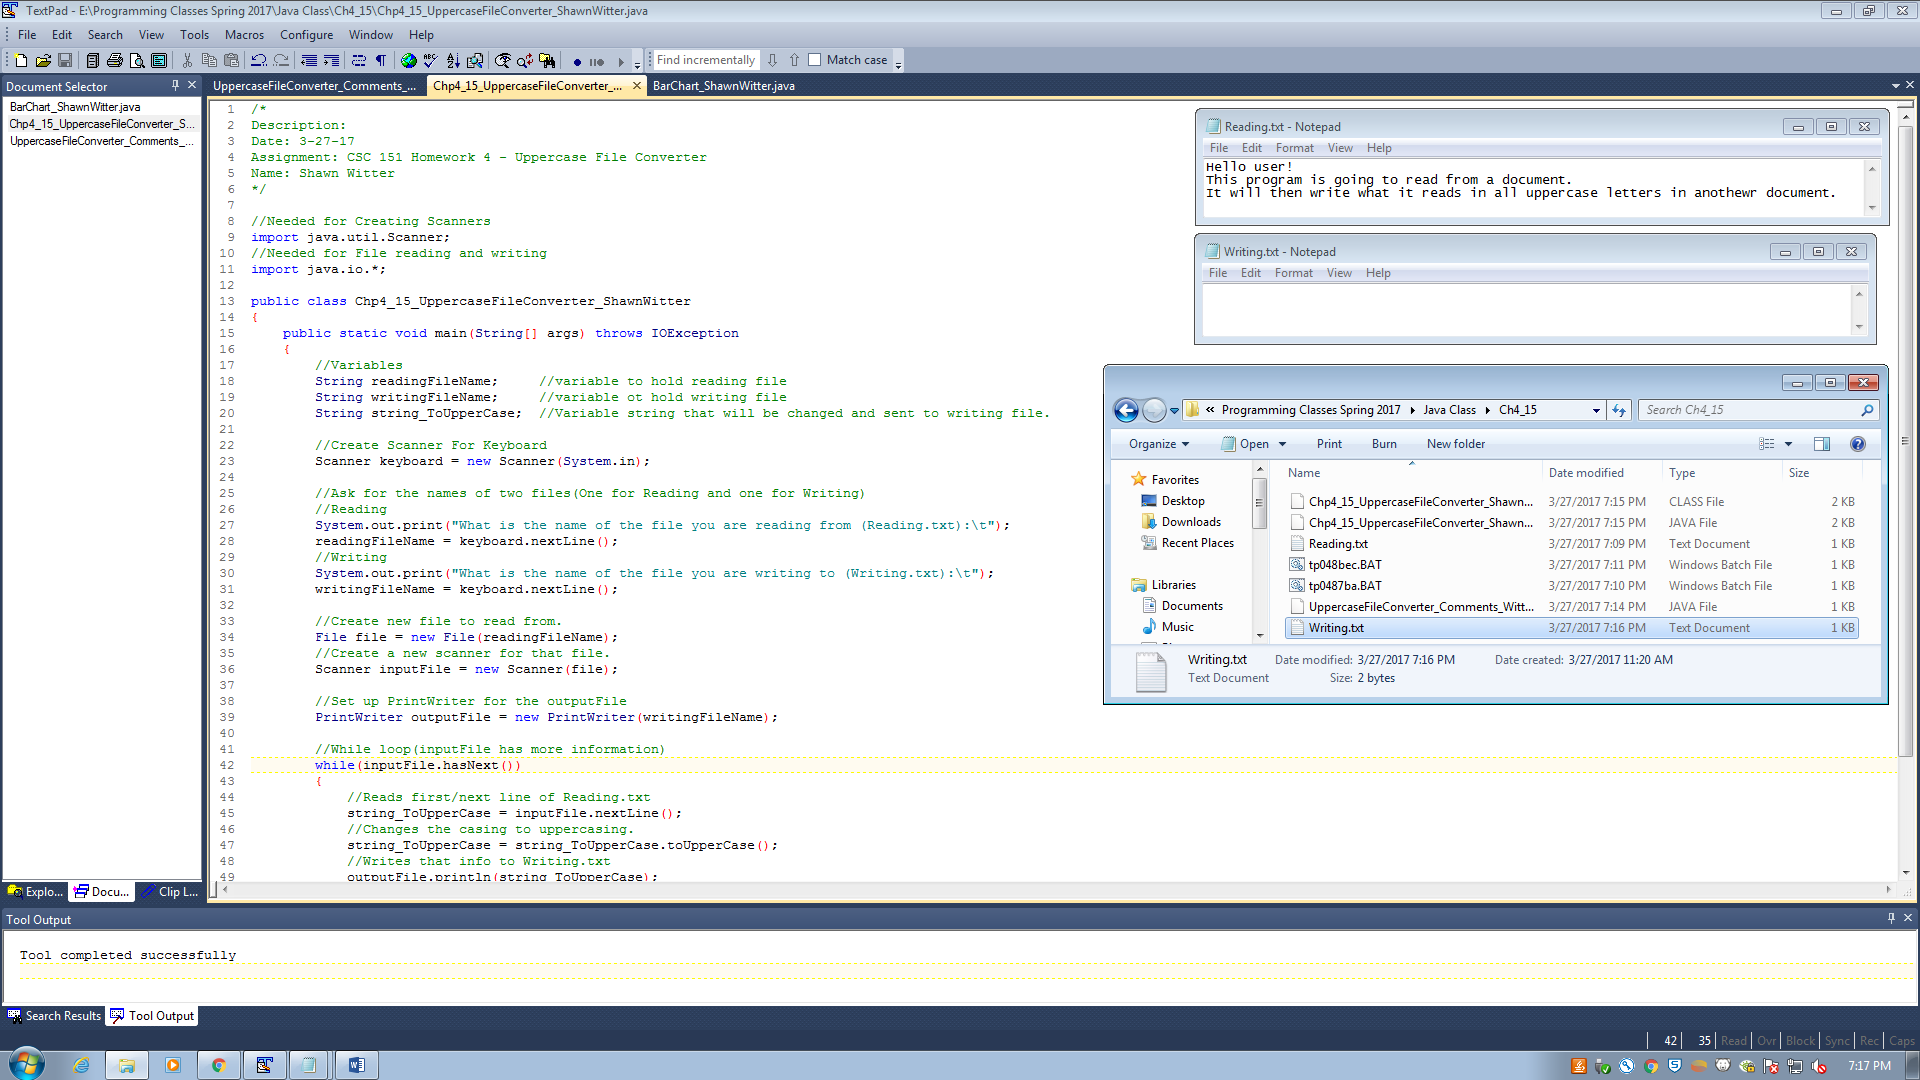 TextPad - E:\Programming Classes Spring 2017\Java Class\Ch4_15\Chp4_15_UppercaseFileConverter_ShawnWitter.java
File Edit Search View Tools Macros Configure Window Help
Find incrementally Match case
Document Selector
BarChart_ShawnWitter.java
Chp4_15_UppercaseFileConverter_S...
UppercaseFileConverter_Comments_...
Explo... Docu... Clip L...
UppercaseFileConverter_Comments_... Chp4_15_UppercaseFileConverter_... BarChart_ShawnWitter.java
1 /*
2 Description:
3 Date: 3-27-17
4 Assignment: CSC 151 Homework 4 - Uppercase File Converter
5 Name: Shawn Witter
6 */
7
8 //Needed for Creating Scanners
9 import java.util.Scanner;
10 //Needed for File reading and writing
11 import java.io.*;
12
13 public class Chp4_15_UppercaseFileConverter_ShawnWitter
14 {
15 public static void main(String[] args) throws IOException
16 {
17 //Variables
18 String readingFileName; //variable to hold reading file
19 String writingFileName; //variable ot hold writing file
20 String string_ToUpperCase; //Variable string that will be changed and sent to writing file.
21
22 //Create Scanner For Keyboard
23 Scanner keyboard = new Scanner(System.in);
24
25 //Ask for the names of two files(One for Reading and one for Writing)
26 //Reading
27 System.out.print("What is the name of the file you are reading from (Reading.txt):\t");
28 readingFileName = keyboard.nextLine();
29 //Writing
30 System.out.print("What is the name of the file you are writing to (Writing.txt):\t");
31 writingFileName = keyboard.nextLine();
32
33 //Create new file to read from.
34 File file = new File(readingFileName);
35 //Create a new scanner for that file.
36 Scanner inputFile = new Scanner(file);
37
38 //Set up PrintWriter for the outputFile
39 PrintWriter outputFile = new PrintWriter(writingFileName);
40
41 //While loop(inputFile has more information)
42 while(inputFile.hasNext())
43 {
44 //Reads first/next line of Reading.txt
45 string_ToUpperCase = inputFile.nextLine();
46 //Changes the casing to uppercasing.
47 string_ToUpperCase = string_ToUpperCase.toUpperCase();
48 //Writes that info to Writing.txt
49 outputFile.println(string_ToUpperCase);
Reading.txt - Notepad
File Edit Format View Help
Hello user!
This program is going to read from a document.
It will then write what it reads in all uppercase letters in anothewr document.
Writing.txt - Notepad
File Edit Format View Help
« Programming Classes Spring 2017 Java Class Ch4_15 Search Ch4_15
Organize Open Print Burn New folder
Favorites
Desktop
Downloads
Recent Places
Libraries
Documents
Music
Name Date modified Type Size
Chp4_15_UppercaseFileConverter_Shawn... 3/27/2017 7:15 PM CLASS File 2 KB
Chp4_15_UppercaseFileConverter_Shawn... 3/27/2017 7:15 PM JAVA File 2 KB
Reading.txt 3/27/2017 7:09 PM Text Document 1 KB
tp048bec.BAT 3/27/2017 7:11 PM Windows Batch File 1 KB
tp0487ba.BAT 3/27/2017 7:10 PM Windows Batch File 1 KB
UppercaseFileConverter_Comments_Witt... 3/27/2017 7:14 PM JAVA File 1 KB
Writing.txt 3/27/2017 7:16 PM Text Document 1 KB
Writing.txt Date modified: 3/27/2017 7:16 PM Date created: 3/27/2017 11:20 AM
Text Document Size: 2 bytes
Tool Output
Tool completed successfully
Search Results Tool Output
42 35 Read Ovr Block Sync Rec Caps
7:17 PM